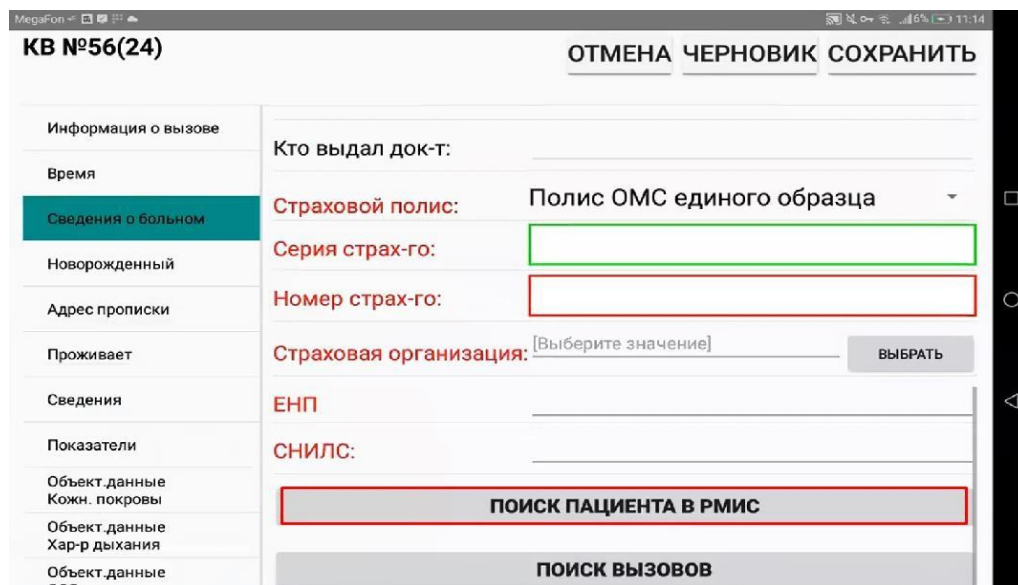 MegaFon
6% 11:14
КВ №56(24)
ОТМЕНА ЧЕРНОВИК СОХРАНИТЬ
Информация о вызове
Время
Сведения о больном
Новорожденный
Адрес прописки
Проживает
Сведения
Показатели
Объект.данные
Кожн. покровы
Объект.данные
Хар-р дыхания
Объект.данные
Кто выдал док-т:
Страховой полис: Полис ОМС единого образца
Серия страх-го:
Номер страх-го:
Страховая организация: [Выберите значение] ВЫБРАТЬ
ЕНП
СНИЛС:
ПОИСК ПАЦИЕНТА В РМИС
ПОИСК ВЫЗОВОВ